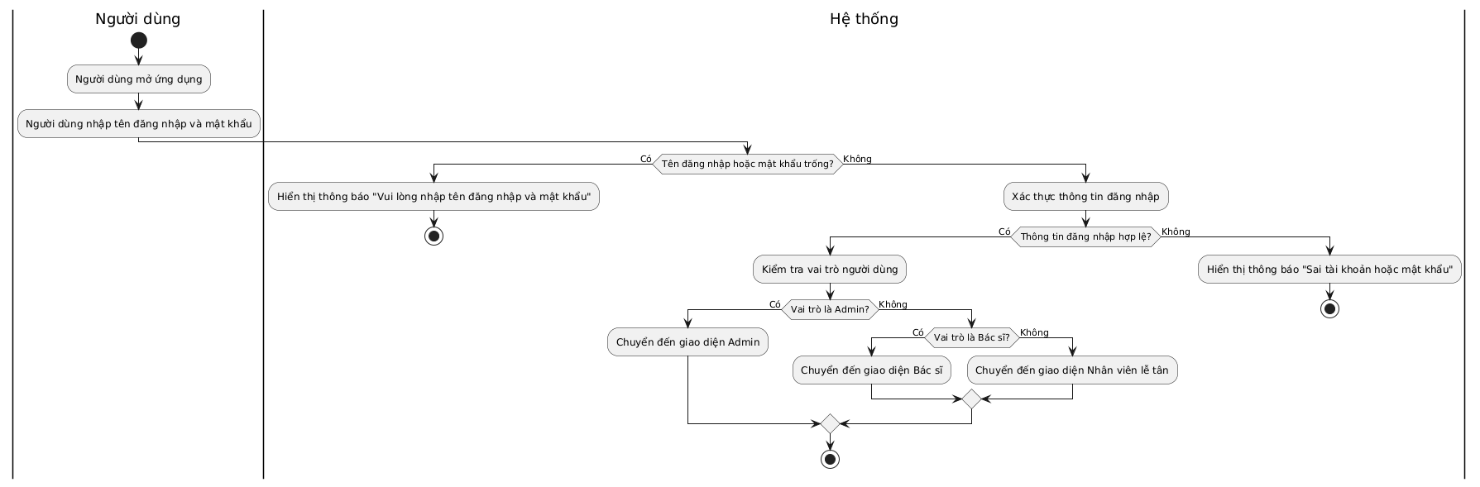 Người dùng
Hệ thống
Người dùng mở ứng dụng
Người dùng nhập tên đăng nhập và mật khẩu
Có
Tên đăng nhập hoặc mật khẩu trống?
Không
Hiển thị thông báo "Vui lòng nhập tên đăng nhập và mật khẩu"
Xác thực thông tin đăng nhập
Có
Thông tin đăng nhập hợp lệ?
Không
Kiểm tra vai trò người dùng
Hiển thị thông báo "Sai tài khoản hoặc mật khẩu"
Có
Vai trò là Admin?
Không
Chuyển đến giao diện Admin
Có
Vai trò là Bác sĩ?
Không
Chuyển đến giao diện Bác sĩ
Chuyển đến giao diện Nhân viên lễ tân